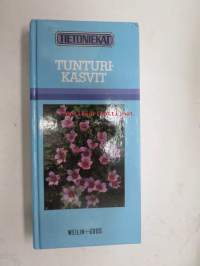 TIETONIEKAT
TUNTURI-
KASVIT
WEILIN+GÖÖS